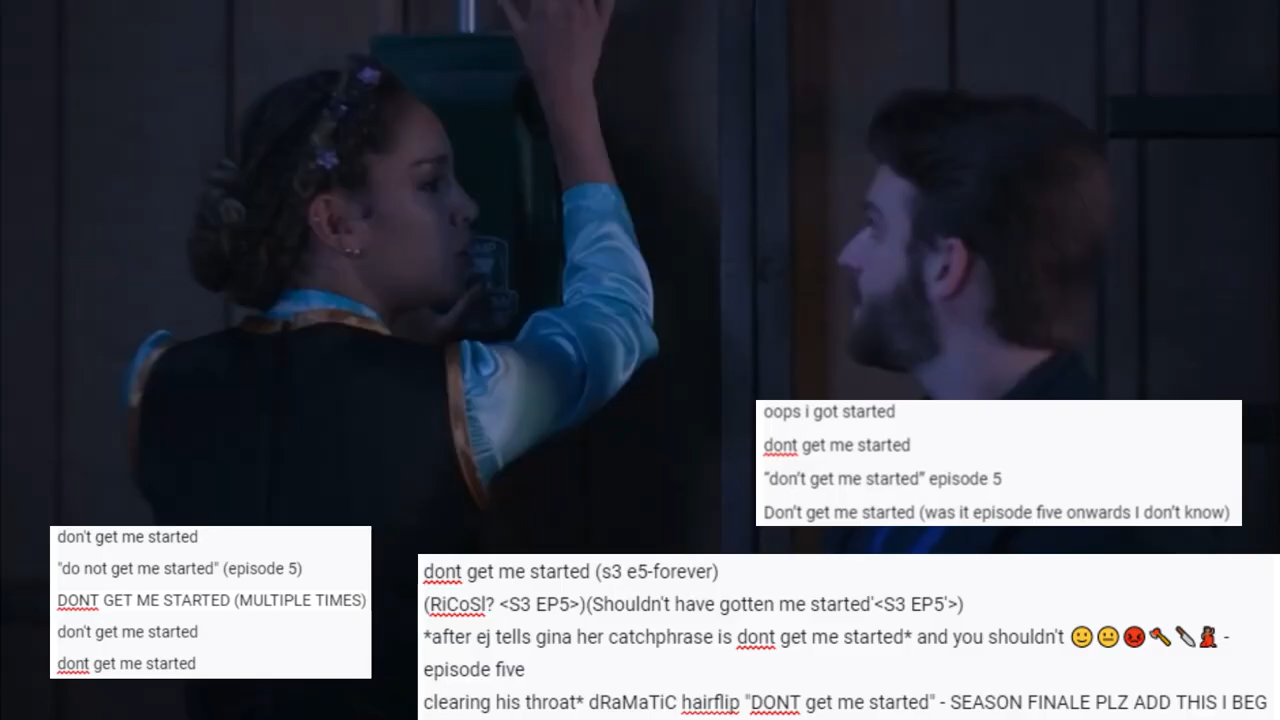 oops i got started
dont get me started
"don't get me started" episode 5
Don't get me started (was it episode five onwards I don't know)
don't get me started
"do not get me started" (episode 5)
DONT GET ME STARTED (MULTIPLE TIMES)
don't get me started
dont get me started
dont get me started (s3 e5-forever)
(RiCoSl? <S3 EP5>)(Shouldn't have gotten me started'<S3 EP5'>)
*after ej tells gina her catchphrase is dont get me started* and you shouldn't 🙂😐😡🪓🔪💃 -
episode five
clearing his throat* dRaMaTiC hairflip "DONT get me started" - SEASON FINALE PLZ ADD THIS I BEG